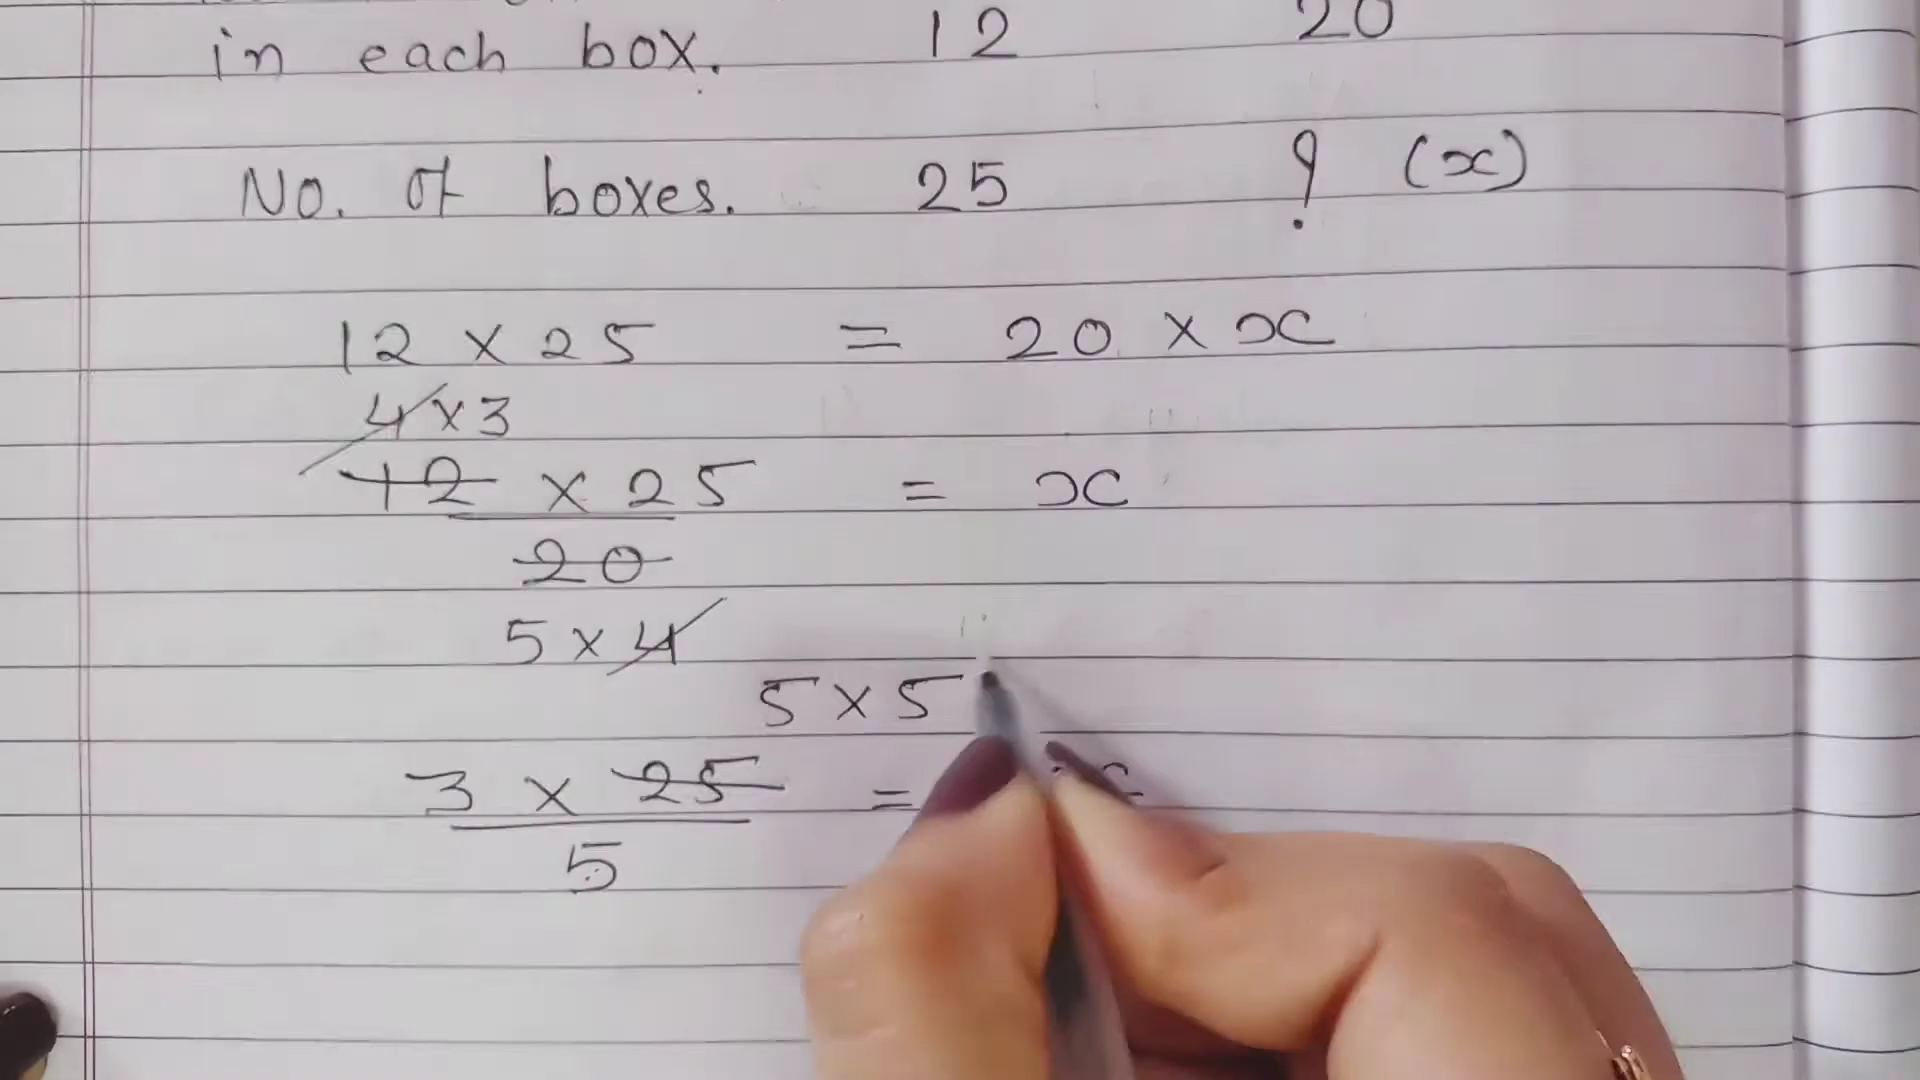 in each box. 12 20
No. of boxes. 25 ? (x)
12 x 25 = 20 x x
4 x 3
12 x 25 = x
20
5 x 4
5 x 5
3 x 25 =
5